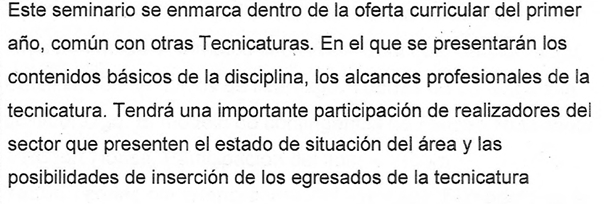 Este seminario se enmarca dentro de la oferta curricular del primer
año, común con otras Tecnicaturas. En el que se presentarán los
contenidos básicos de la disciplina, los alcances profesionales de la
tecnicatura. Tendrá una importante participación de realizadores del
sector que presenten el estado de situación del área y las
posibilidades de inserción de los egresados de la tecnicatura